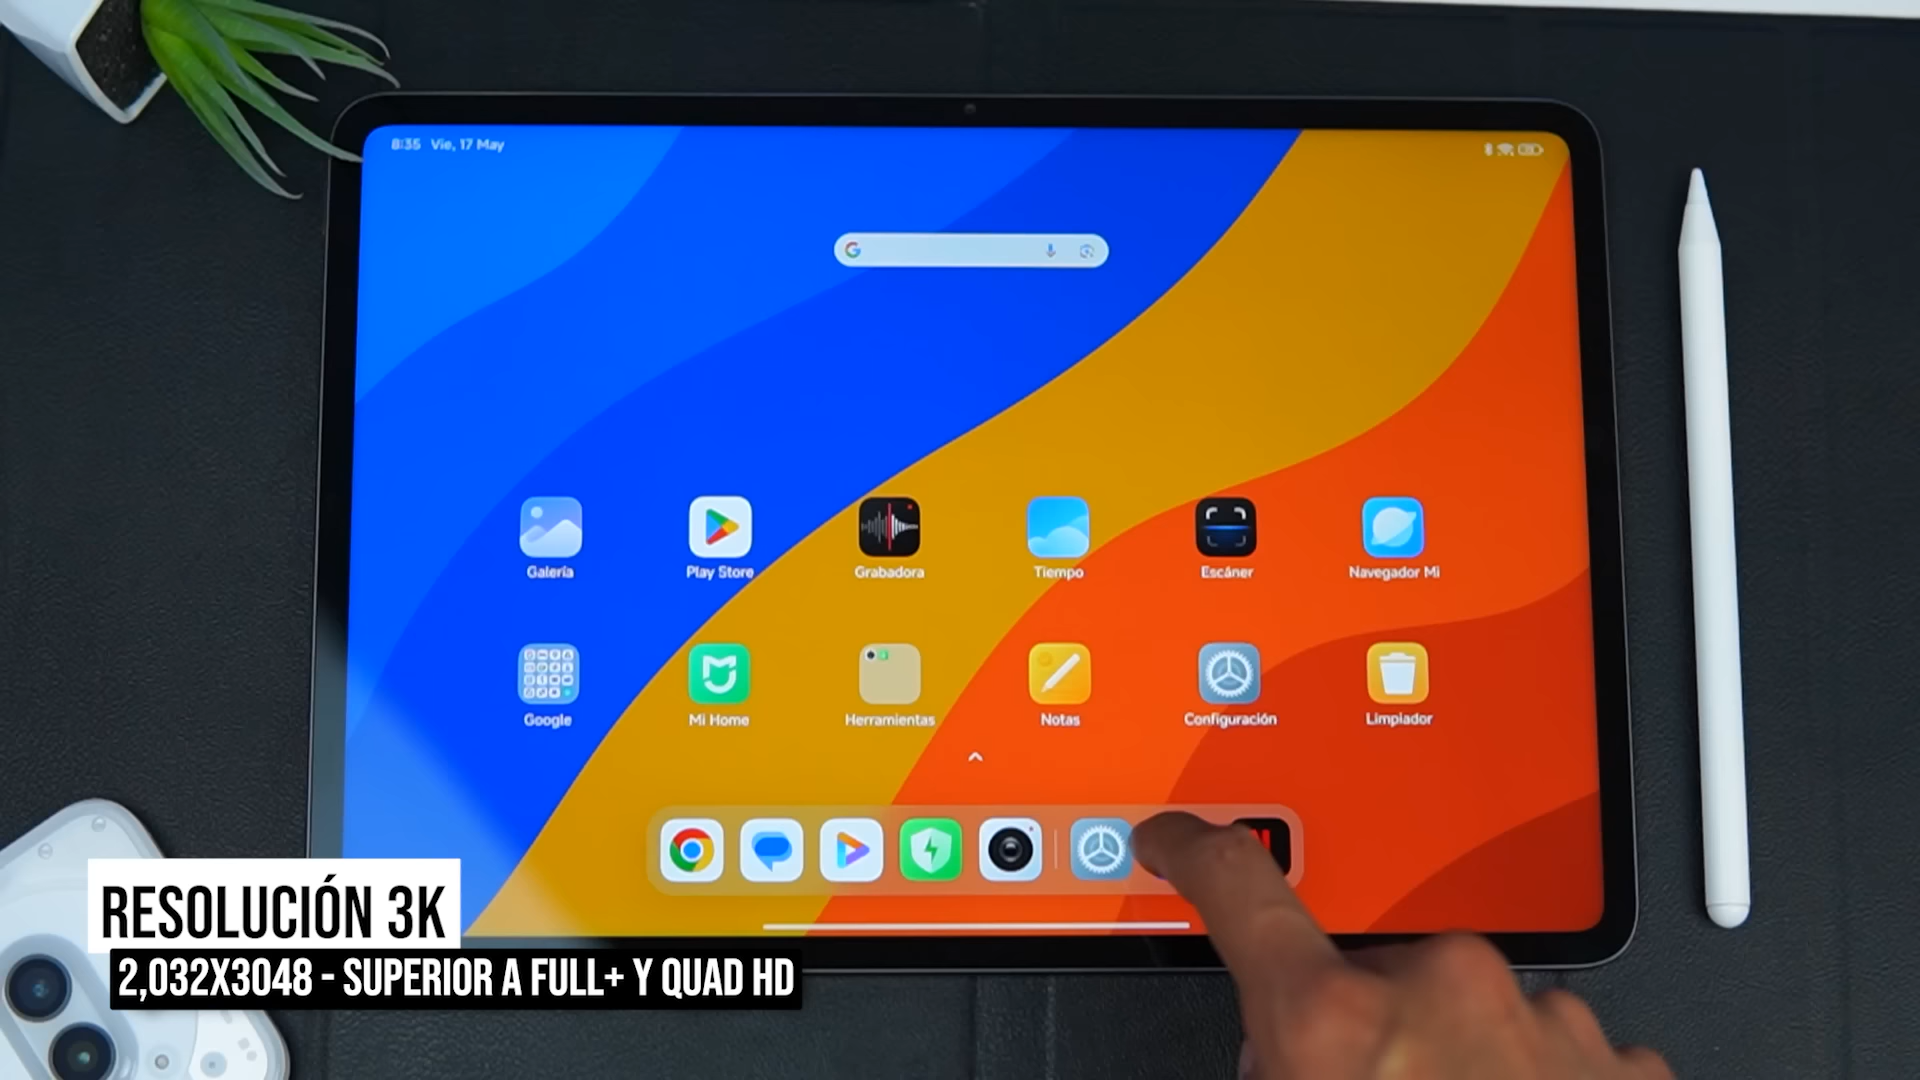 8:35 Vie, 17 May
Galería
Play Store
Grabadora
Tiempo
Escáner
Navegador Mi
Google
Mi Home
Herramientas
Notas
Configuración
Limpiador
RESOLUCIÓN 3K
2,032X3048 - SUPERIOR A FULL+ Y QUAD HD